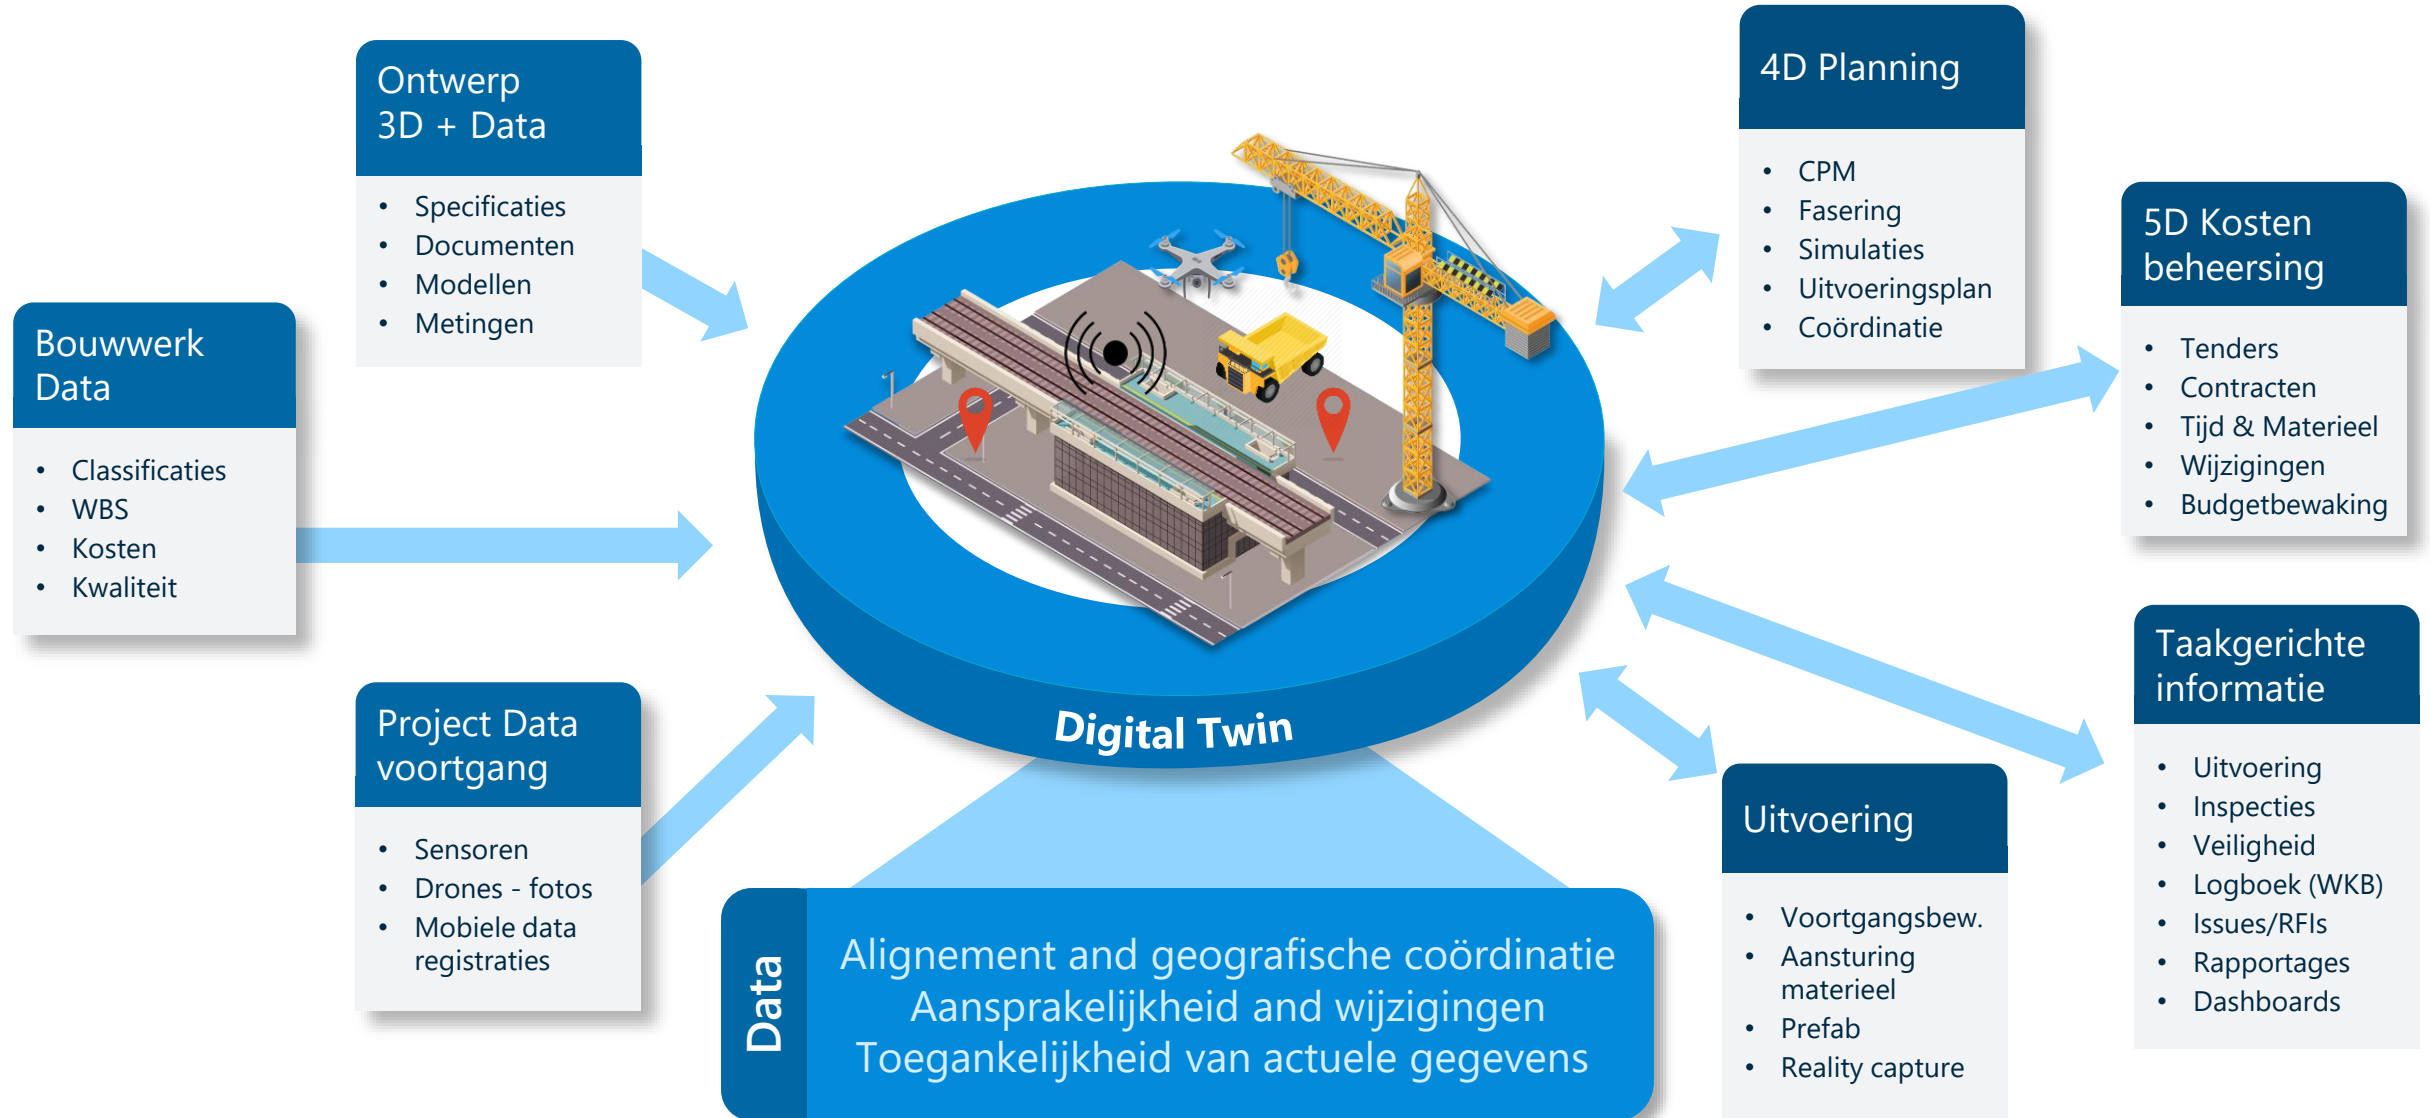 Ontwerp
3D + Data
• Specificaties
• Documenten
• Modellen
• Metingen
Bouwwerk
Data
• Classificaties
• WBS
• Kosten
• Kwaliteit
Project Data
voortgang
• Sensoren
• Drones - fotos
• Mobiele data
registraties
Digital Twin
Data
Alignement and geografische coördinatie
Aansprakelijkheid and wijzigingen
Toegankelijkheid van actuele gegevens
4D Planning
• CPM
• Fasering
• Simulaties
• Uitvoeringsplan
• Coördinatie
5D Kosten
beheersing
• Tenders
• Contracten
• Tijd & Materieel
• Wijzigingen
• Budgetbewaking
Taakgerichte
informatie
• Uitvoering
• Inspecties
• Veiligheid
• Logboek (WKB)
• Issues/RFIs
• Rapportages
• Dashboards
Uitvoering
• Voortgangsbew.
• Aansturing
materieel
• Prefab
• Reality capture